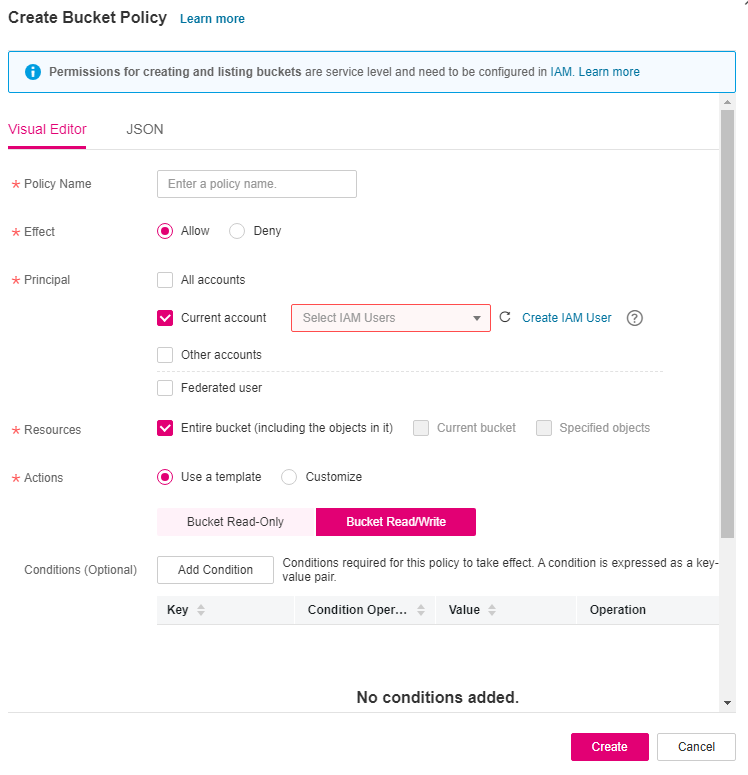 Create Bucket Policy Learn more
Permissions for creating and listing buckets are service level and need to be configured in IAM. Learn more
Visual Editor JSON
* Policy Name Enter a policy name.
* Effect Allow Deny
* Principal All accounts
Current account Select IAM Users Create IAM User ?
Other accounts
Federated user
* Resources Entire bucket (including the objects in it) Current bucket Specified objects
* Actions Use a template Customize
Bucket Read-Only Bucket Read/Write
Conditions (Optional) Add Condition Conditions required for this policy to take effect. A condition is expressed as a key-
value pair.
Key Condition Oper... Value Operation
No conditions added.
Create Cancel